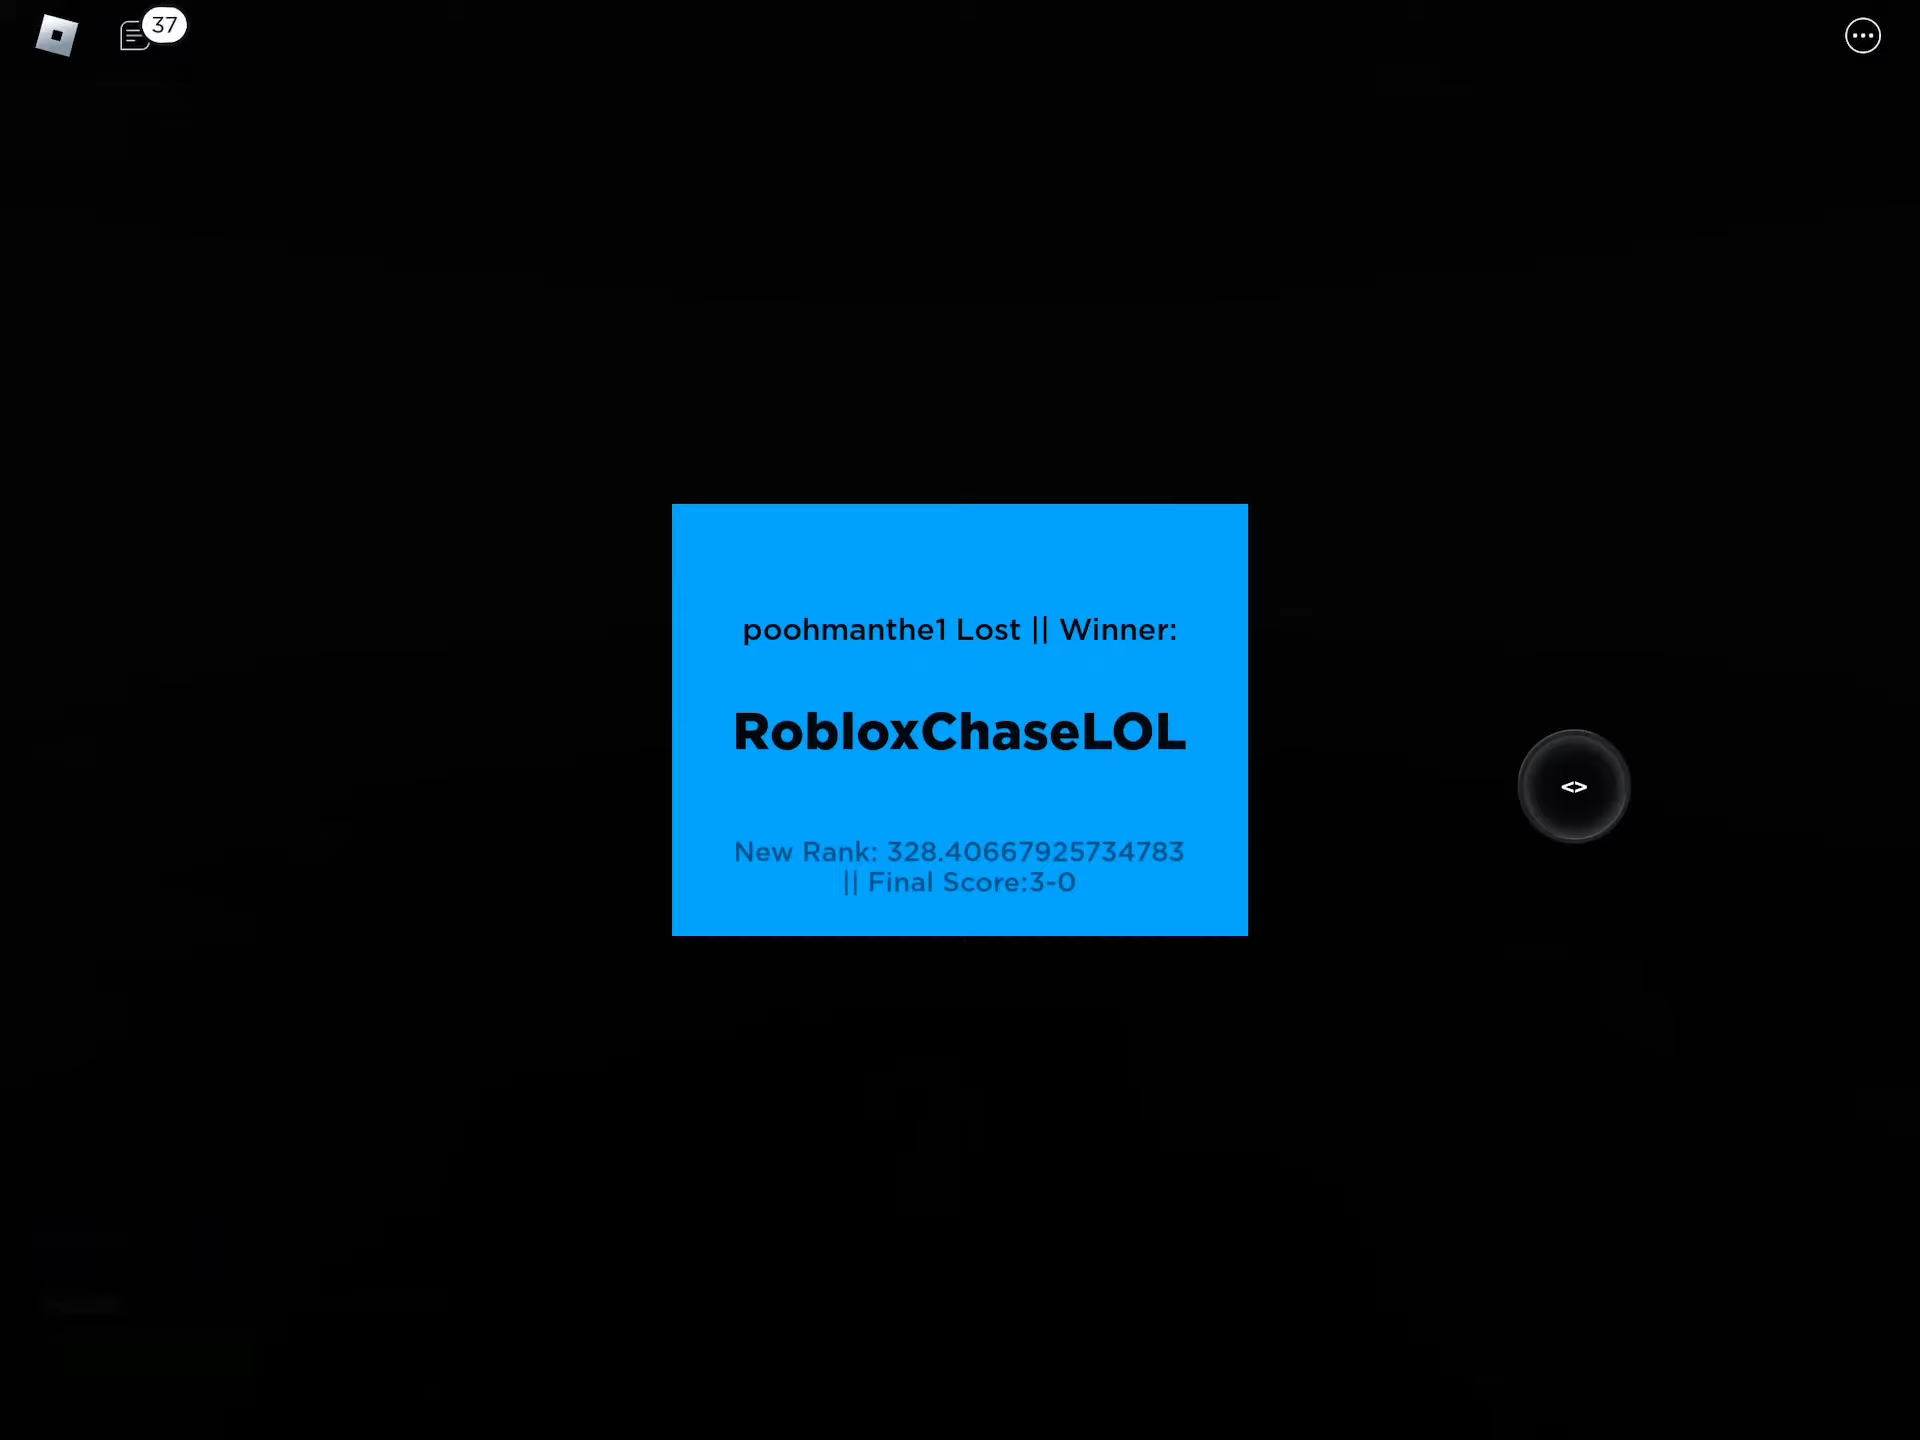 37
poohmanthe1 Lost || Winner:
RobloxChaseLOL
<>
New Rank: 328.40667925734783
|| Final Score:3-0